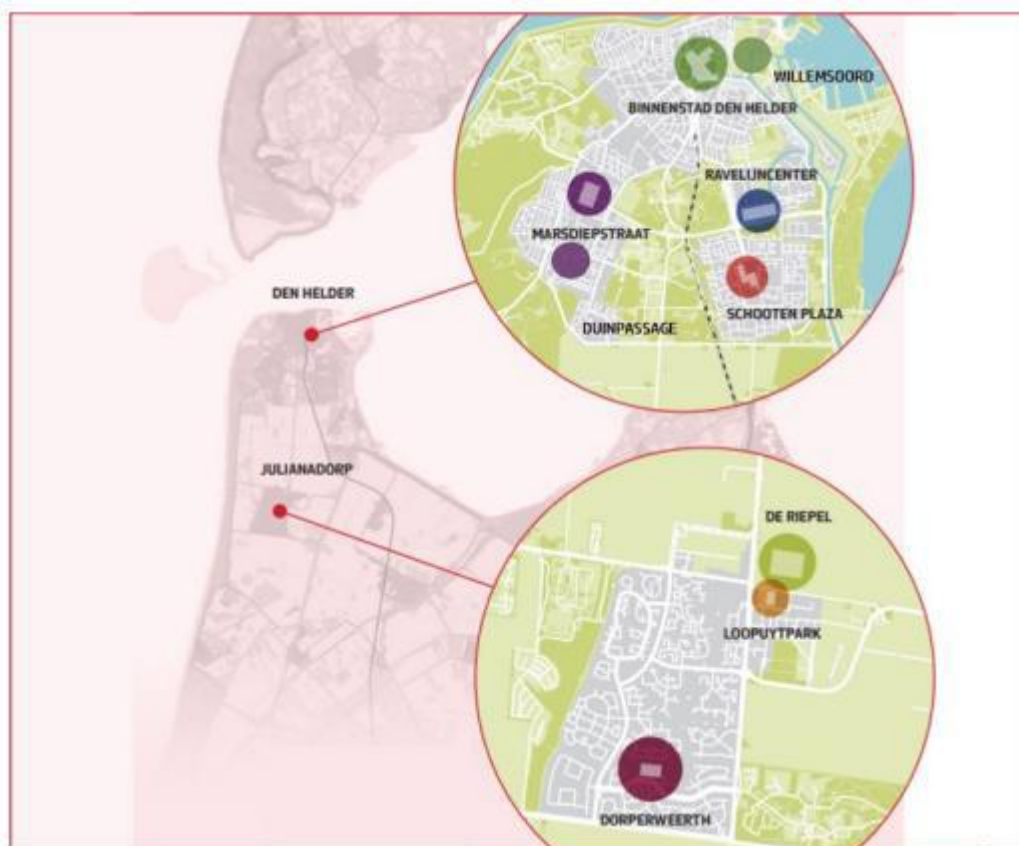 WILLEMSOORD
BINNENSTAD DEN HELDER
RAVELIJNCENTER
MARSDIEPSTRAAT
DEN HELDER
SCHOOTEN PLAZA
DUINPASSAGE
JULIANADORP
DE RIEPEL
LOOPUYTPARK
DORPERWEERTH